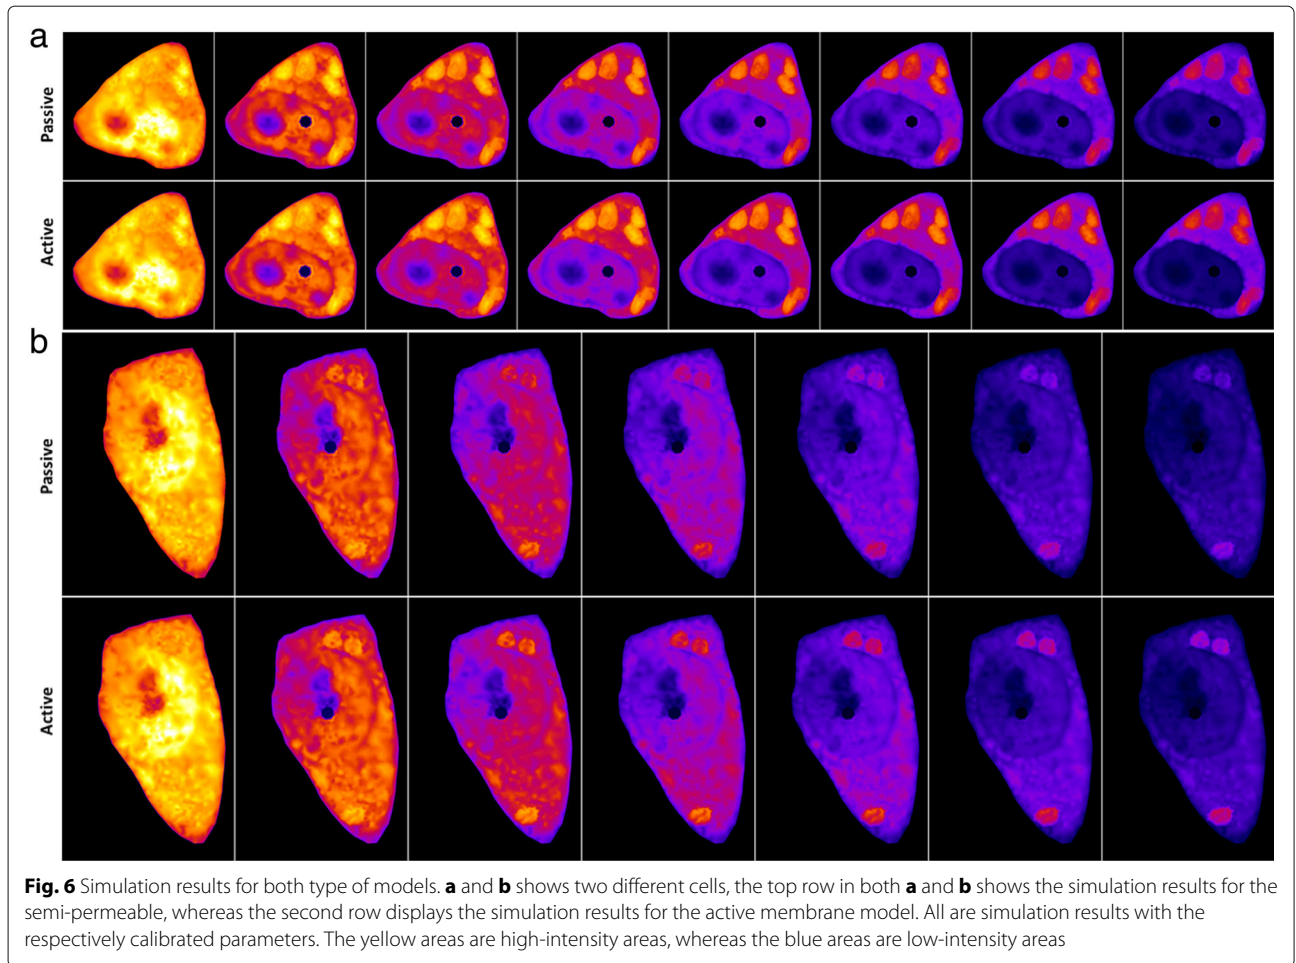 a
Passive
Active
b
Passive
Active
Fig. 6 Simulation results for both type of models. a and b shows two different cells, the top row in both a and b shows the simulation results for the
semi-permeable, whereas the second row displays the simulation results for the active membrane model. All are simulation results with the
respectively calibrated parameters. The yellow areas are high-intensity areas, whereas the blue areas are low-intensity areas